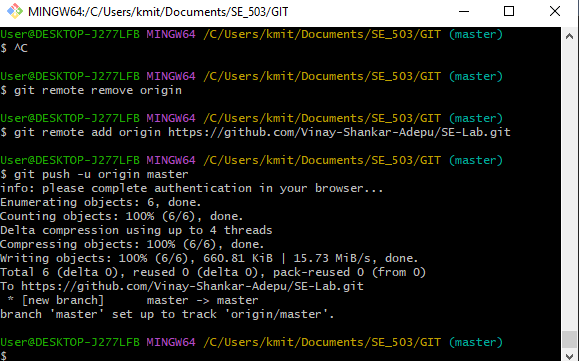 MINGW64:/C/Users/kmit/Documents/SE_503/GIT
User@DESKTOP-J277LFB MINGW64 /C/Users/kmit/Documents/SE_503/GIT (master)
$ ^C
User@DESKTOP-J277LFB MINGW64 /C/Users/kmit/Documents/SE_503/GIT (master)
$ git remote remove origin
User@DESKTOP-J277LFB MINGW64 /C/Users/kmit/Documents/SE_503/GIT (master)
$ git remote add origin https://github.com/Vinay-Shankar-Adepu/SE-Lab.git
User@DESKTOP-J277LFB MINGW64 /C/Users/kmit/Documents/SE_503/GIT (master)
$ git push -u origin master
info: please complete authentication in your browser...
Enumerating objects: 6, done.
Counting objects: 100% (6/6), done.
Delta compression using up to 4 threads
Compressing objects: 100% (6/6), done.
Writing objects: 100% (6/6), 660.81 KiB | 15.73 MiB/s, done.
Total 6 (delta 0), reused 0 (delta 0), pack-reused 0 (from 0)
To https://github.com/Vinay-Shankar-Adepu/SE-Lab.git
 * [new branch]      master -> master
branch 'master' set up to track 'origin/master'.
User@DESKTOP-J277LFB MINGW64 /C/Users/kmit/Documents/SE_503/GIT (master)
$